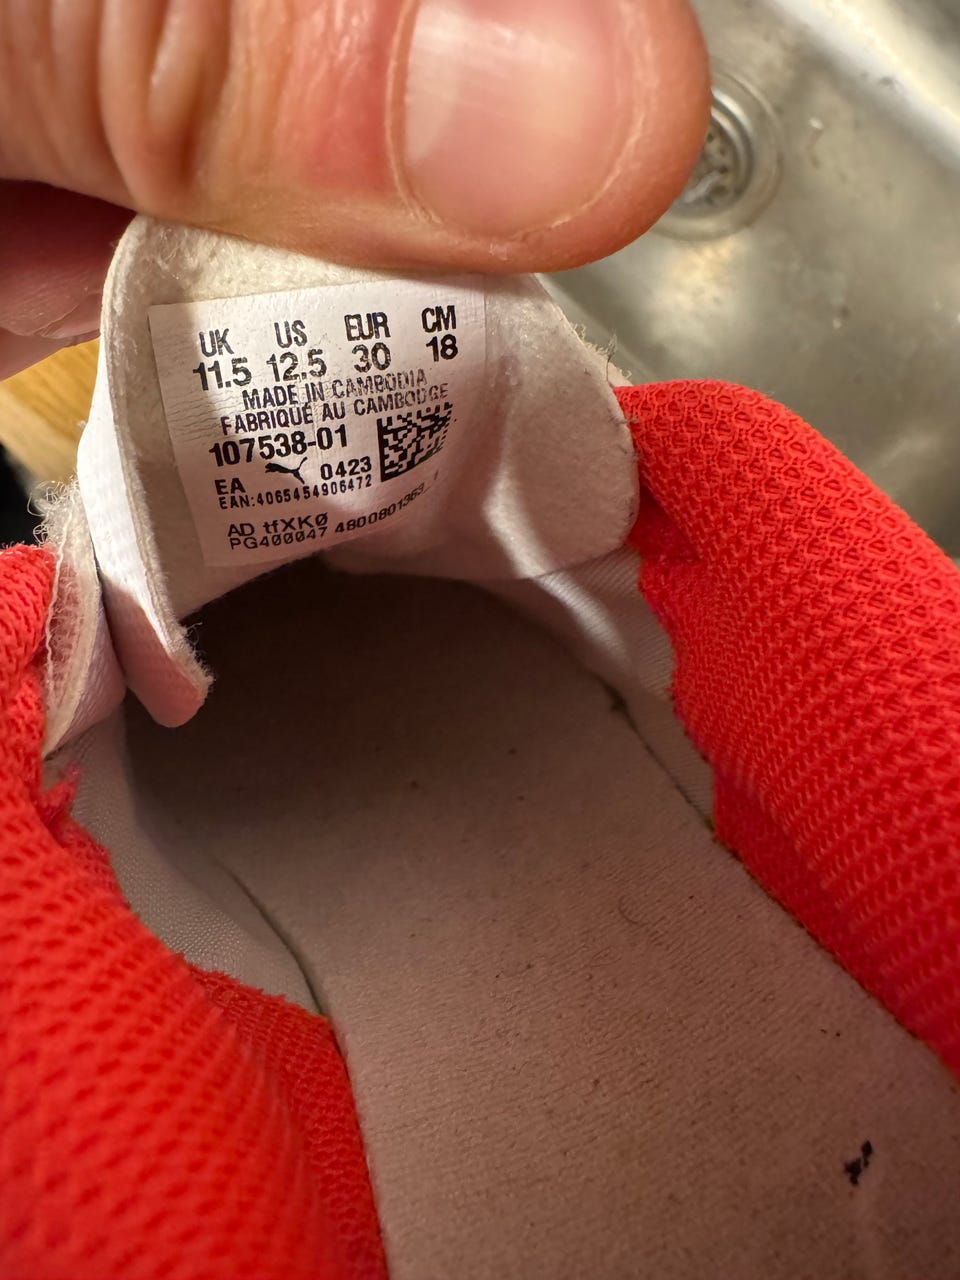 UK US EUR CM
11.5 12.5 30 18
MADE IN CAMBODIA
FABRIQUÉ AU CAMBODGE
107538-01
EA 0423
EAN:4065454906472
AD tfXKØ
PG400047